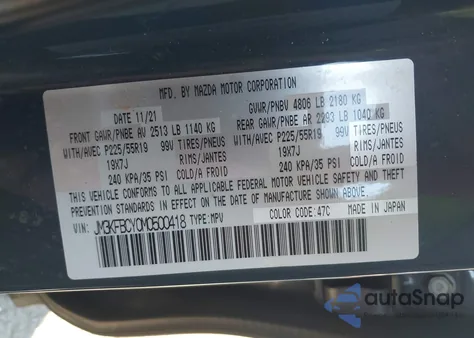 MFD. BY MAZDA MOTOR CORPORATION
DATE 11/21 GVWR/PNBV 4806 LB 2180 KG
FRONT GAWR/PNBE AV 2513 LB 1140 KG REAR GAWR/PNBE AR 2293 LB 1040 KG
WITH/AVEC P225/55R19 99V TIRES/PNEUS WITH/AVEC P225/55R19 99V TIRES/PNEUS
19X7J RIMS/JANTES 19X7J RIMS/JANTES
240 KPA/35 PSI COLD/A FROID 240 KPA/35 PSI COLD/A FROID
THIS VEHICLE CONFORMS TO ALL APPLICABLE FEDERAL MOTOR VEHICLE SAFETY AND THEFT
PREVENTION STANDARDS IN EFFECT ON THE DATE OF MANUFACTURE SHOWN ABOVE.
VIN: JM3KFBCY0M0500418 TYPE: MPV COLOR CODE: 47C MADE IN JAPAN
autoSnap